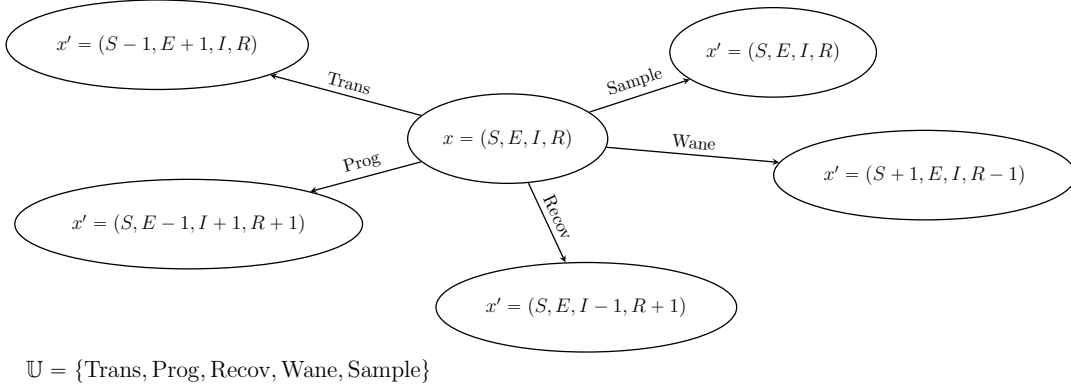 x′ = (S − 1, E + 1, I, R)
x′ = (S, E, I, R)
Trans
Sample
x = (S, E, I, R)
Wane
Prog
x′ = (S + 1, E, I, R − 1)
x′ = (S, E − 1, I + 1, R + 1)
Recov
x′ = (S, E, I − 1, R + 1)
𝕌 = {Trans, Prog, Recov, Wane, Sample}